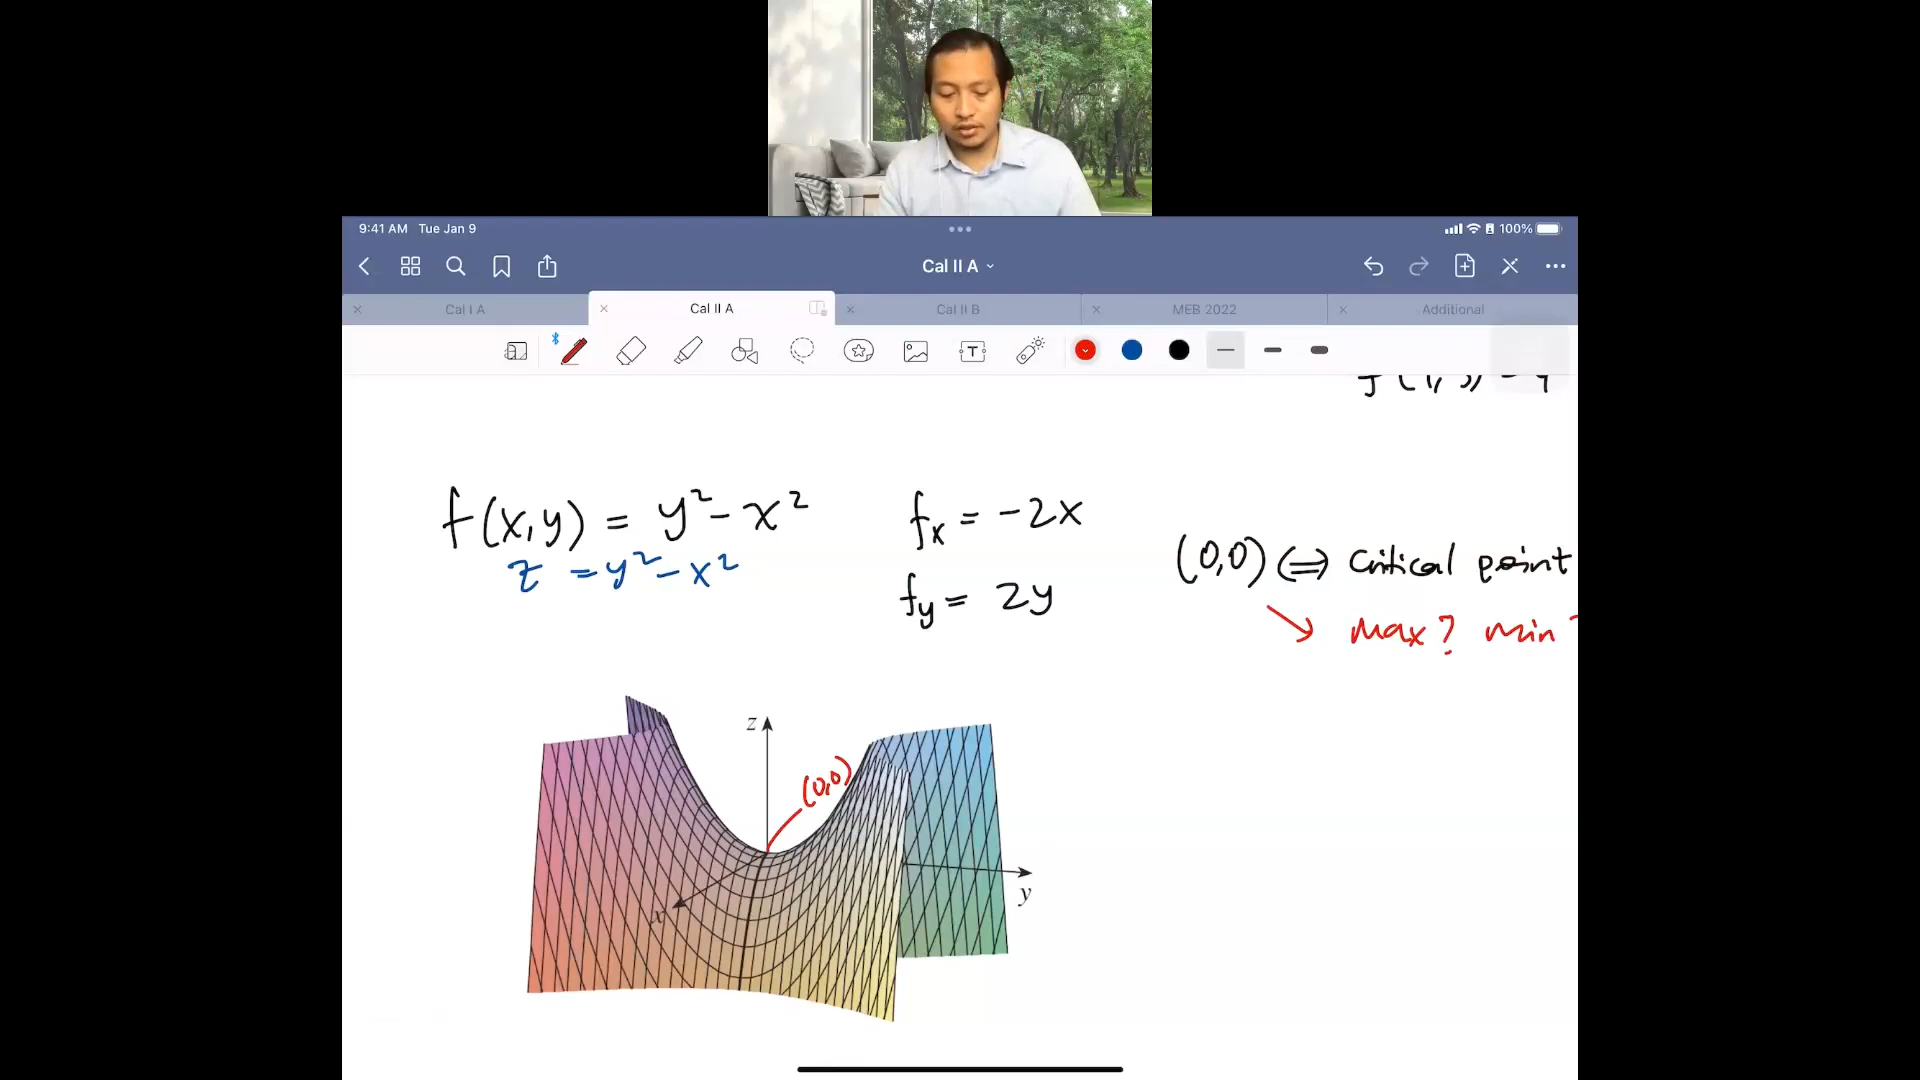 9:41 AM Tue Jan 9
100%
Cal II A
Cal I A
Cal II A
Cal II B
MEB 2022
Additional
T
f(x,y) = y² - x²
z = y² - x²
fₓ = -2x
f_y = 2y
(0,0) ⇔ Critical point
max? min?
z
(0,0)
x
y